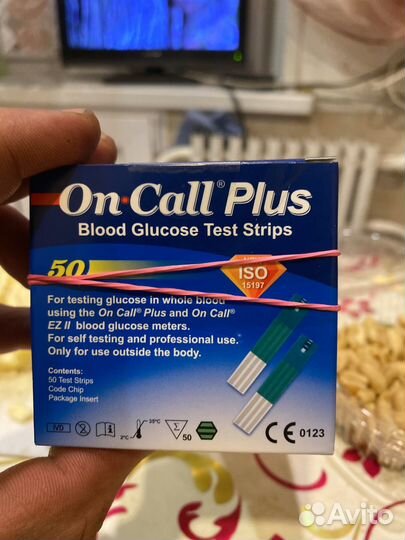 On Call® Plus
Blood Glucose Test Strips
50
ISO
15197
For testing glucose in whole blood
using the On Call® Plus and On Call®
EZ II blood glucose meters.
For self testing and professional use.
Only for use outside the body.
Contents:
50 Test Strips
Code Chip
Package Insert
IVD
2
i
2°C
35°C
Σ
50
CE 0123
Avito